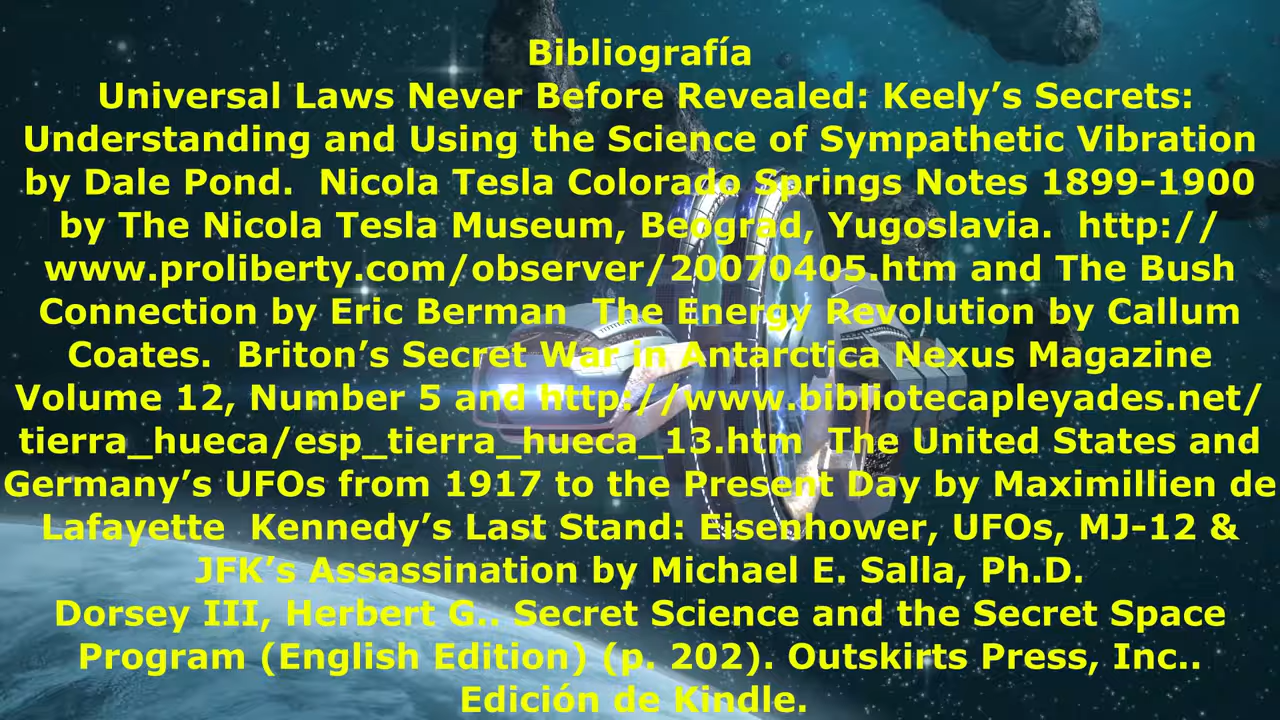 Bibliografía
Universal Laws Never Before Revealed: Keely’s Secrets:
Understanding and Using the Science of Sympathetic Vibration
by Dale Pond.  Nicola Tesla Colorado Springs Notes 1899-1900
by The Nicola Tesla Museum, Beograd, Yugoslavia.  http://
www.proliberty.com/observer/20070405.htm and The Bush
Connection by Eric Berman  The Energy Revolution by Callum
Coates.  Briton’s Secret War in Antarctica Nexus Magazine
Volume 12, Number 5 and http://www.bibliotecapleyades.net/
tierra_hueca/esp_tierra_hueca_13.htm  The United States and
Germany’s UFOs from 1917 to the Present Day by Maximillien de
Lafayette  Kennedy’s Last Stand: Eisenhower, UFOs, MJ-12 &
JFK’s Assassination by Michael E. Salla, Ph.D.
Dorsey III, Herbert G.. Secret Science and the Secret Space
Program (English Edition) (p. 202). Outskirts Press, Inc..
Edición de Kindle.